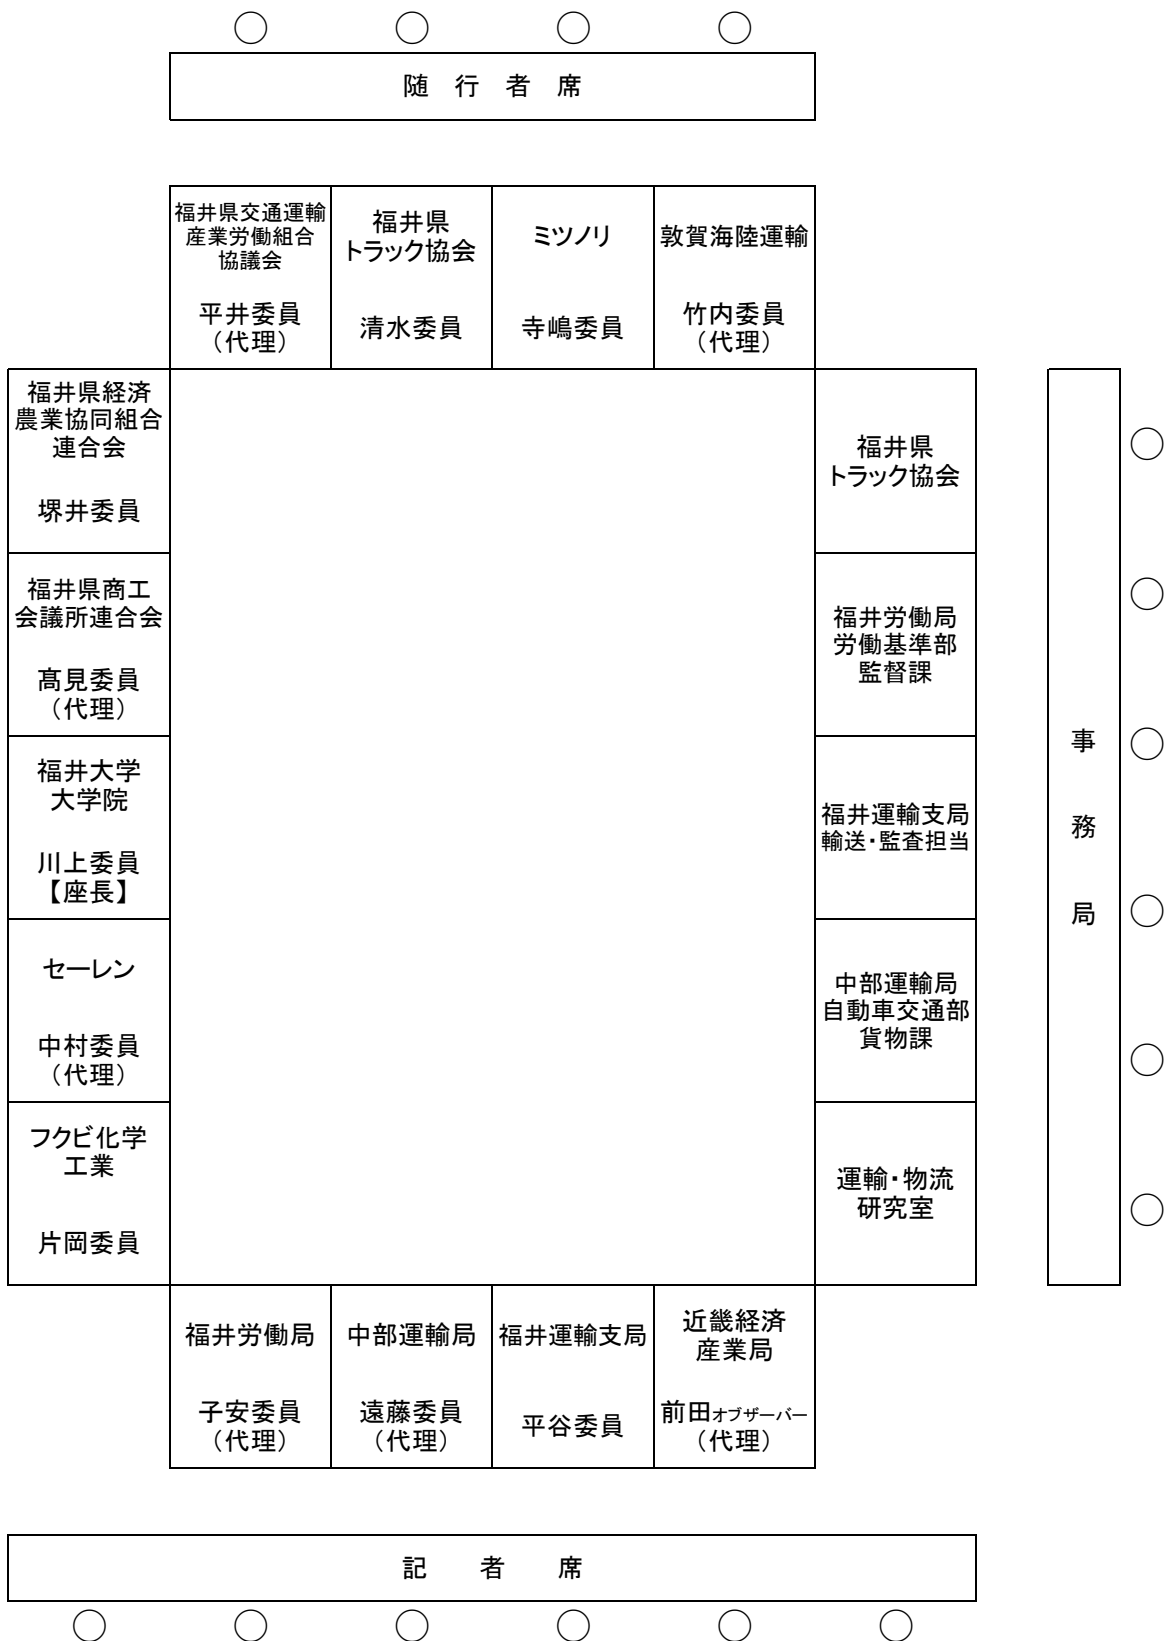 随 行 者 席
福井県交通運輸
産業労働組合
協議会
平井委員
(代理)
福井県
トラック協会
清水委員
ミツノリ
寺嶋委員
敦賀海陸運輸
竹内委員
(代理)
福井県経済
農業協同組合
連合会
堺井委員
福井県商工
会議所連合会
髙見委員
(代理)
福井大学
大学院
川上委員
【座長】
セーレン
中村委員
(代理)
フクビ化学
工業
片岡委員
福井県
トラック協会
福井労働局
労働基準部
監督課
福井運輸支局
輸送・監査担当
中部運輸局
自動車交通部
貨物課
運輸・物流
研究室
事務局
福井労働局
子安委員
(代理)
中部運輸局
遠藤委員
(代理)
福井運輸支局
平谷委員
近畿経済
産業局
前田オブザーバー
(代理)
記 者 席